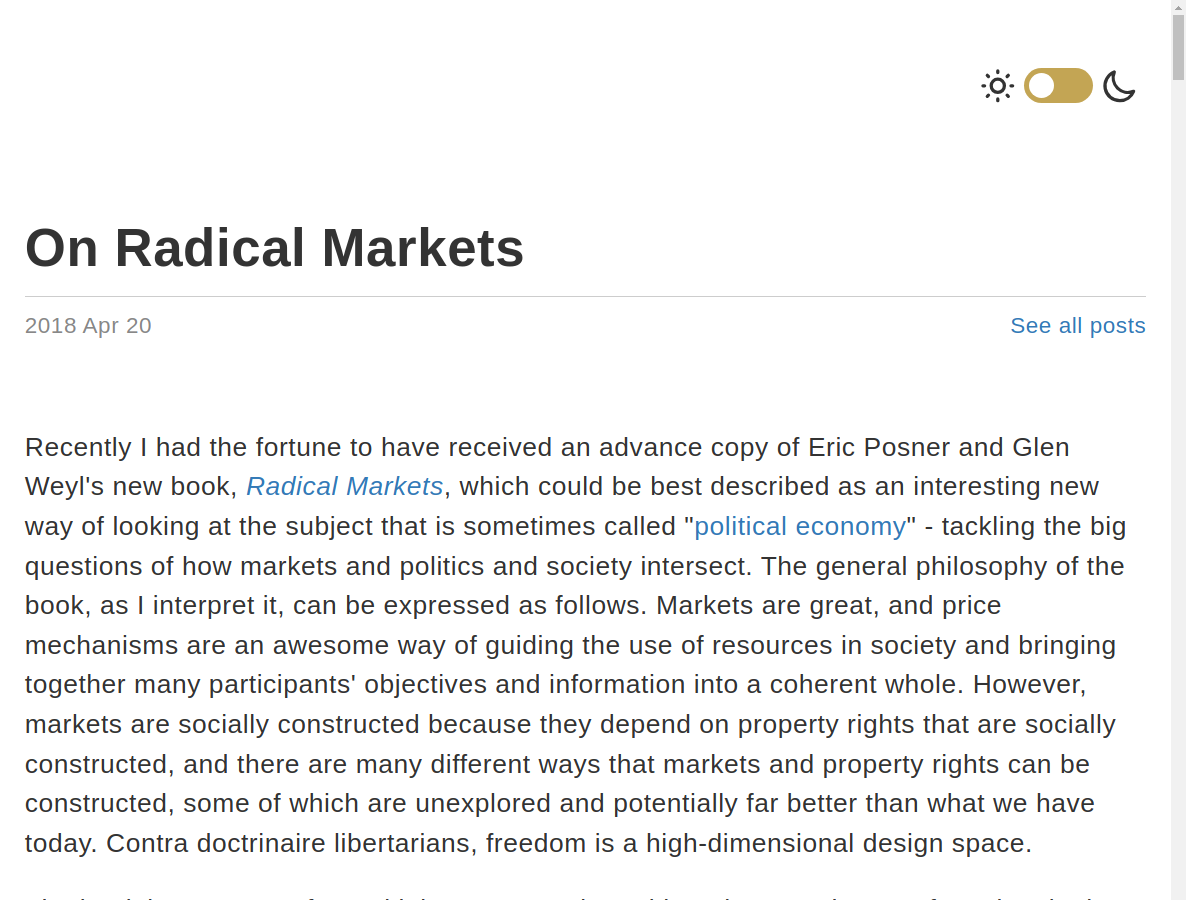 On Radical Markets
2018 Apr 20
See all posts
Recently I had the fortune to have received an advance copy of Eric Posner and Glen
Weyl's new book, Radical Markets, which could be best described as an interesting new
way of looking at the subject that is sometimes called "political economy" - tackling the big
questions of how markets and politics and society intersect. The general philosophy of the
book, as I interpret it, can be expressed as follows. Markets are great, and price
mechanisms are an awesome way of guiding the use of resources in society and bringing
together many participants' objectives and information into a coherent whole. However,
markets are socially constructed because they depend on property rights that are socially
constructed, and there are many different ways that markets and property rights can be
constructed, some of which are unexplored and potentially far better than what we have
today. Contra doctrinaire libertarians, freedom is a high-dimensional design space.